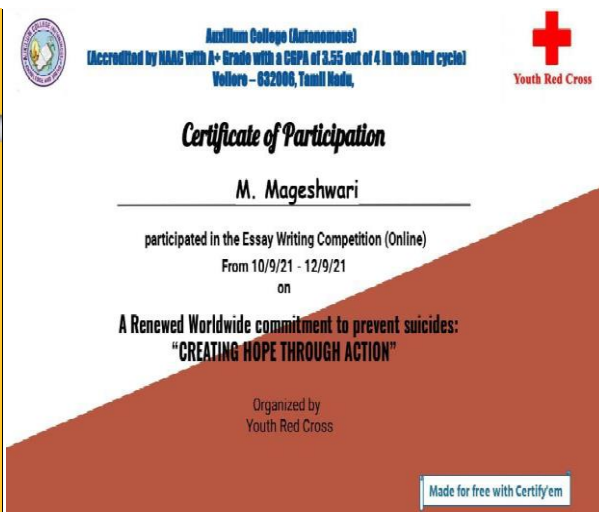 Auxilium College (Autonomous)
(Accredited by NAAC with A+ Grade with a CGPA of 3.55 out of 4 in the third cycle)
Vellore – 632006, Tamil Nadu,
Youth Red Cross
Certificate of Participation
M. Mageshwari
participated in the Essay Writing Competition (Online)
From 10/9/21 - 12/9/21
on
A Renewed Worldwide commitment to prevent suicides:
“CREATING HOPE THROUGH ACTION”
Organized by
Youth Red Cross
Made for free with Certify'em